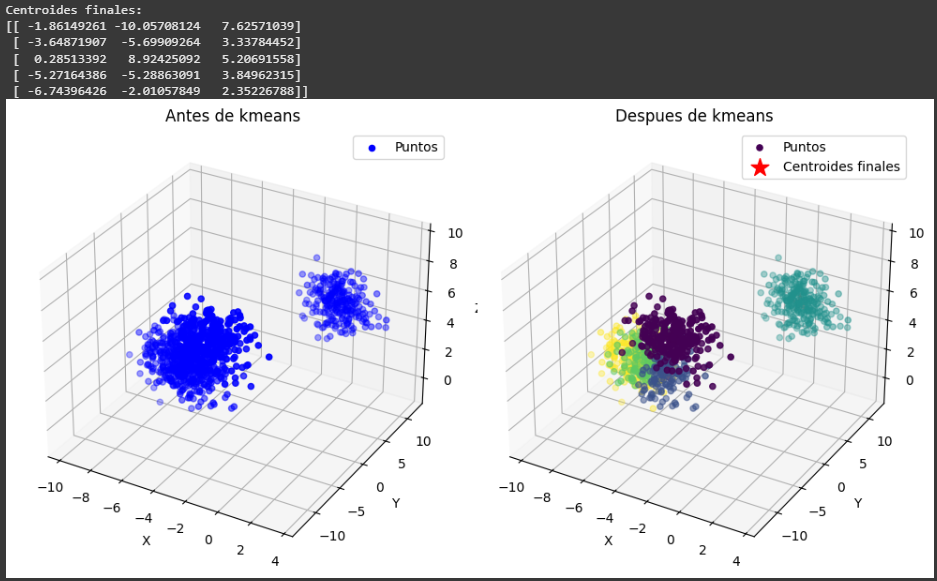 Centroides finales:
[[ -1.86149261 -10.05708124   7.62571039]
 [ -3.64871907  -5.69909264   3.33784452]
 [  0.28513392   8.92425092   5.20691558]
 [ -5.27164386  -5.28863091   3.84962315]
 [ -6.74396426  -2.01057849   2.35226788]]
Antes de kmeans
Puntos
10
8
6
4
2
0
10
5
0
−5
−10
Y
−10
−8
−6
−4
−2
0
2
4
X
Despues de kmeans
Puntos
Centroides finales
10
8
6
4
2
0
10
5
0
−5
−10
Y
−10
−8
−6
−4
−2
0
2
4
X